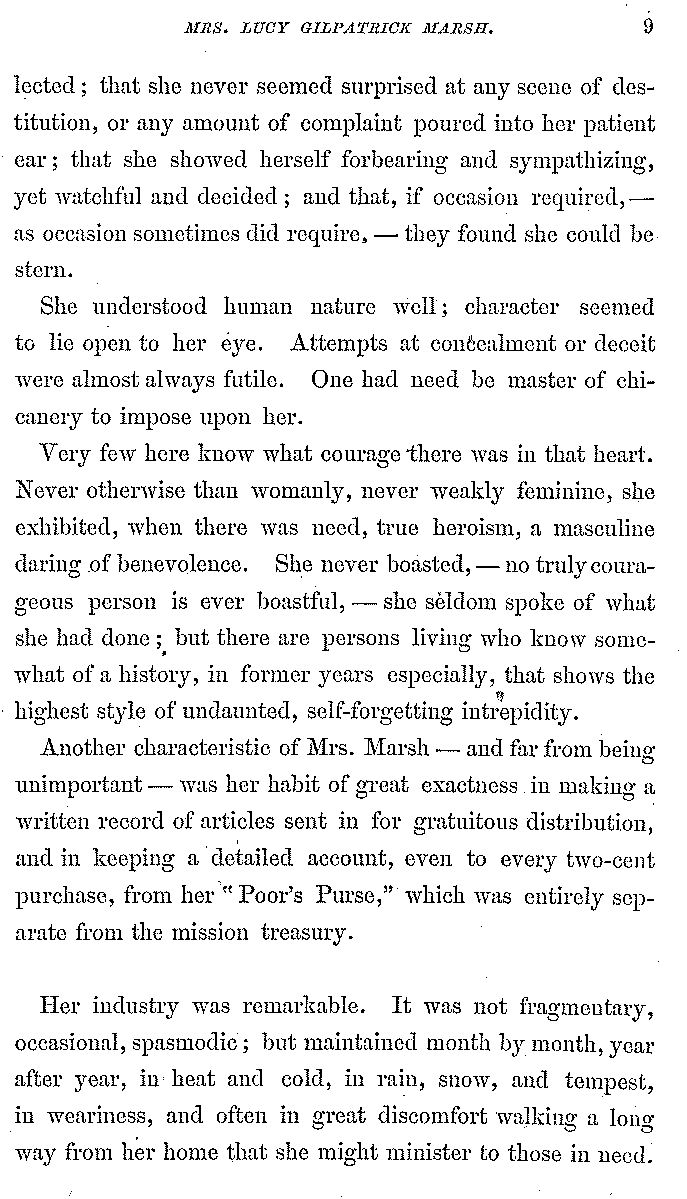 MRS. LUCY GILPATRICK MARSH. 9
lected; that she never seemed surprised at any scene of des-
titution, or any amount of complaint poured into her patient
ear; that she showed herself forbearing and sympathizing,
yet watchful and decided; and that, if occasion required,—
as occasion sometimes did require, — they found she could be
stern.
She understood human nature well; character seemed
to lie open to her eye. Attempts at concealment or deceit
were almost always futile. One had need be master of chi-
canery to impose upon her.
Very few here know what courage there was in that heart.
Never otherwise than womanly, never weakly feminine, she
exhibited, when there was need, true heroism, a masculine
daring of benevolence. She never boasted, — no truly coura-
geous person is ever boastful, — she seldom spoke of what
she had done; but there are persons living who know some-
what of a history, in former years especially, that shows the
highest style of undaunted, self-forgetting intrepidity.
Another characteristic of Mrs. Marsh — and far from being
unimportant — was her habit of great exactness in making a
written record of articles sent in for gratuitous distribution,
and in keeping a detailed account, even to every two-cent
purchase, from her "Poor's Purse," which was entirely sep-
arate from the mission treasury.
Her industry was remarkable. It was not fragmentary,
occasional, spasmodic; but maintained month by month, year
after year, in heat and cold, in rain, snow, and tempest,
in weariness, and often in great discomfort walking a long
way from her home that she might minister to those in need.